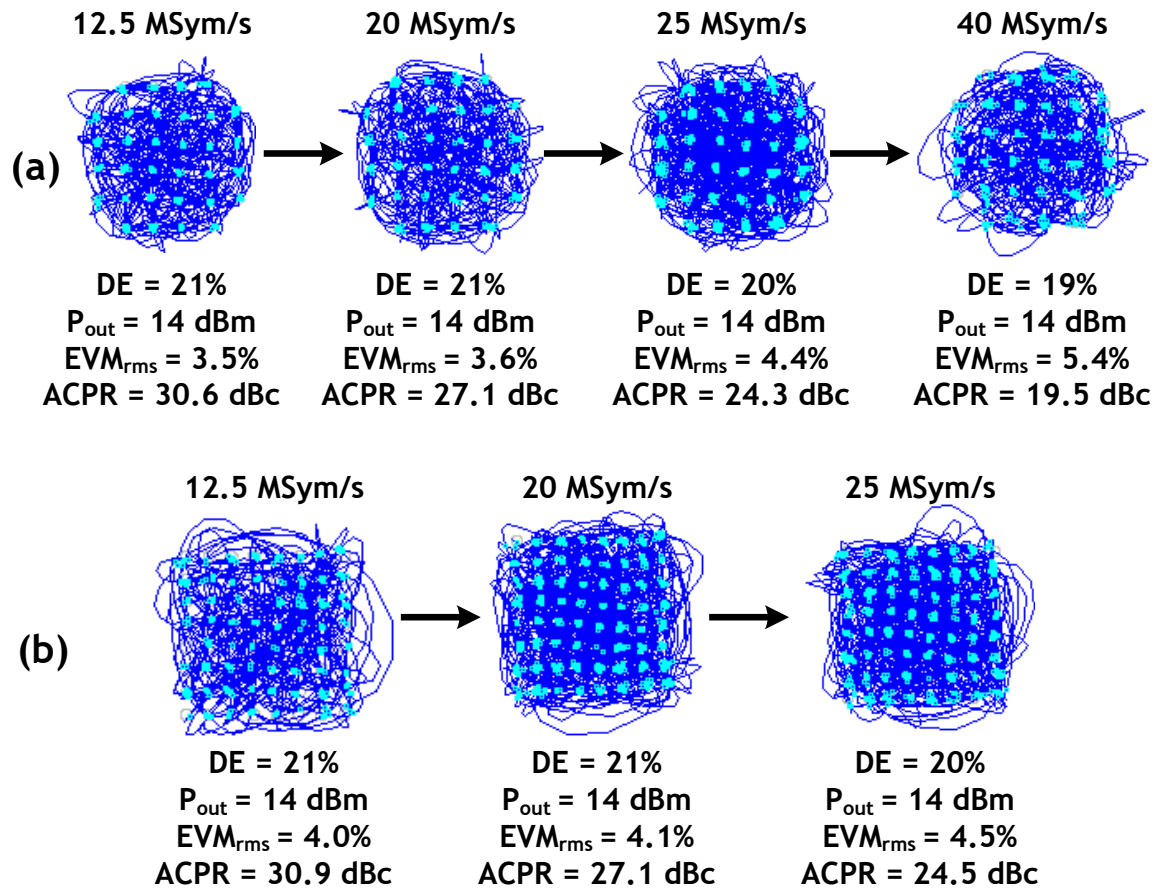 12.5 MSym/s 20 MSym/s 25 MSym/s 40 MSym/s
(a)
DE = 21% DE = 21% DE = 20% DE = 19%
Pout = 14 dBm Pout = 14 dBm Pout = 14 dBm Pout = 14 dBm
EVMrms = 3.5% EVMrms = 3.6% EVMrms = 4.4% EVMrms = 5.4%
ACPR = 30.6 dBc ACPR = 27.1 dBc ACPR = 24.3 dBc ACPR = 19.5 dBc
12.5 MSym/s 20 MSym/s 25 MSym/s
(b)
DE = 21% DE = 21% DE = 20%
Pout = 14 dBm Pout = 14 dBm Pout = 14 dBm
EVMrms = 4.0% EVMrms = 4.1% EVMrms = 4.5%
ACPR = 30.9 dBc ACPR = 27.1 dBc ACPR = 24.5 dBc